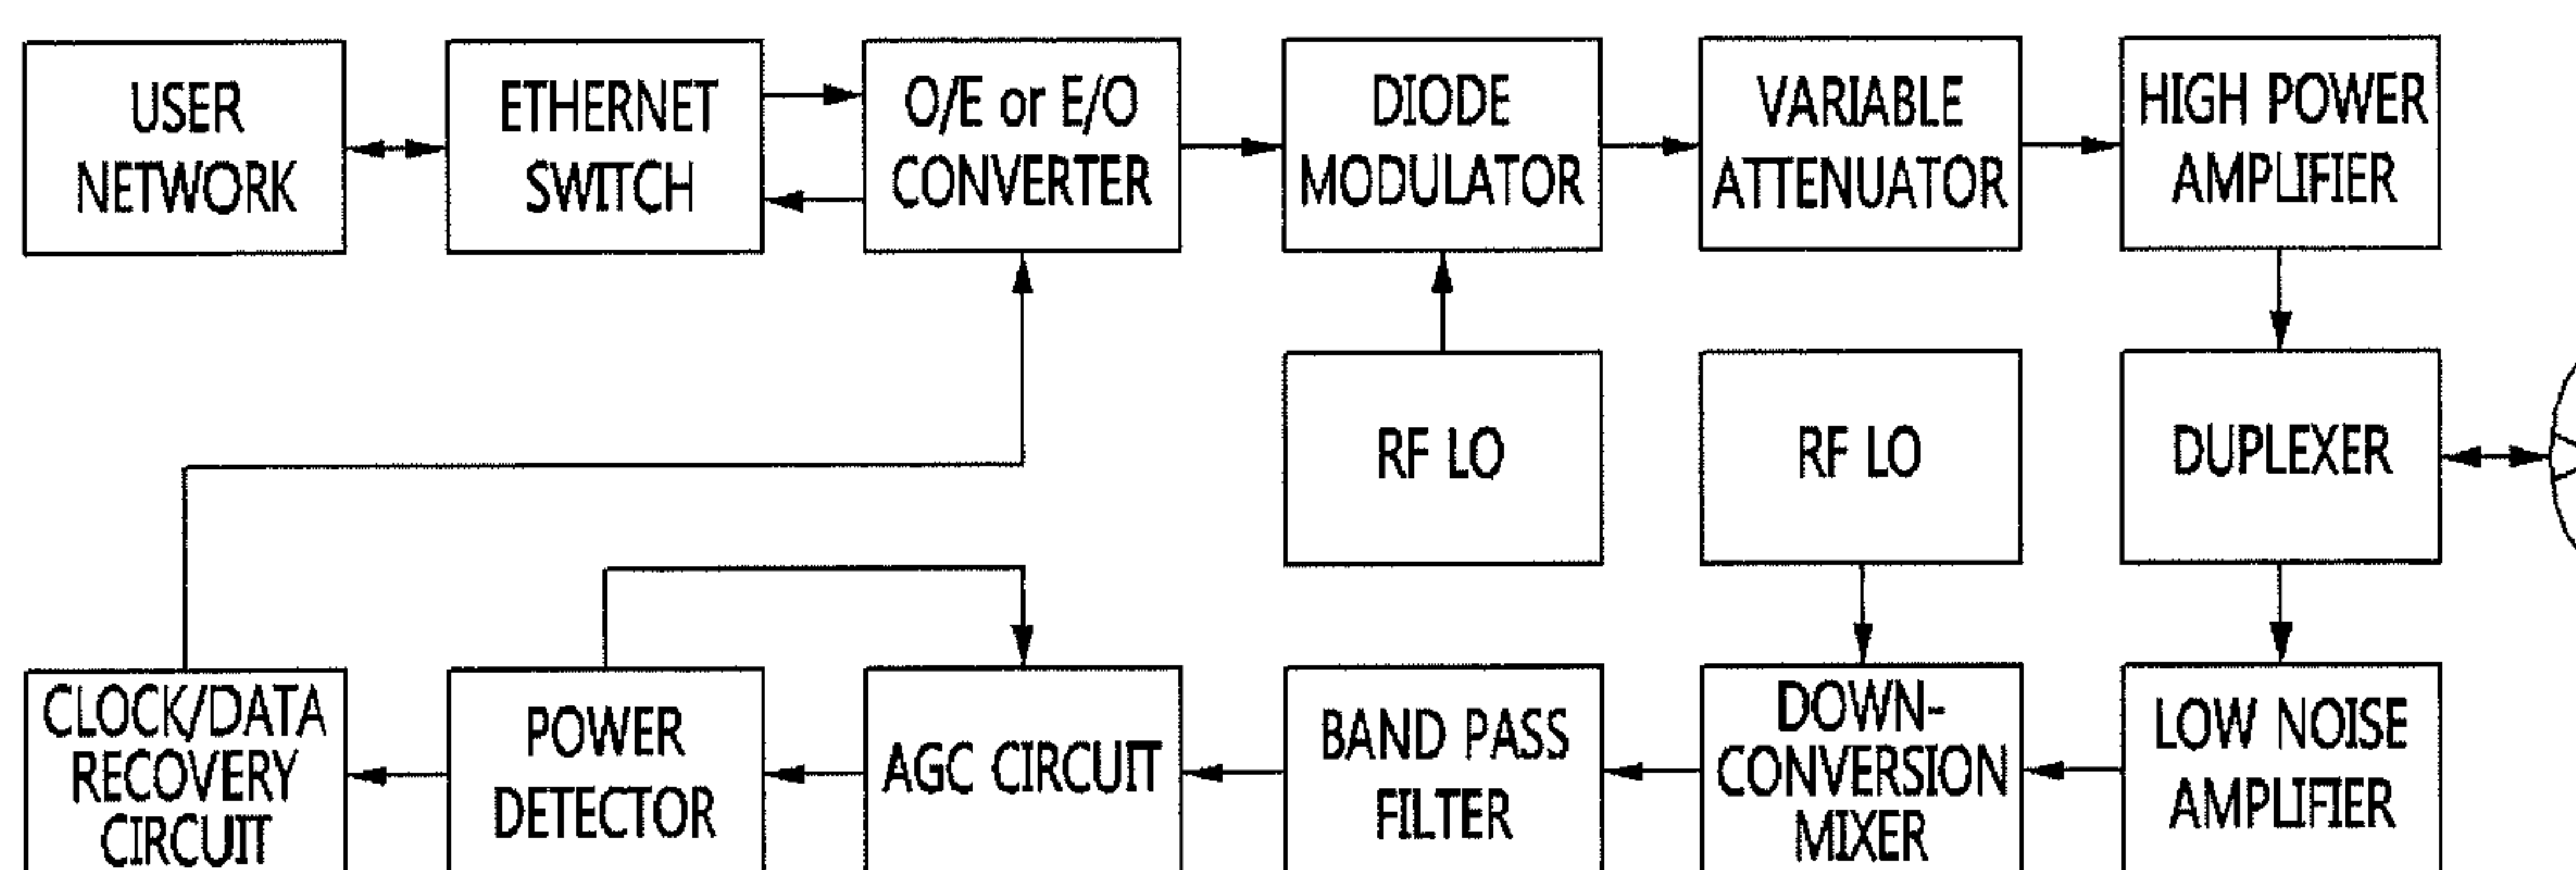 USER
NETWORK
ETHERNET
SWITCH
O/E or E/O
CONVERTER
DIODE
MODULATOR
VARIABLE
ATTENUATOR
HIGH POWER
AMPLIFIER
RF LO
RF LO
DUPLEXER
CLOCK/DATA
RECOVERY
CIRCUIT
POWER
DETECTOR
AGC CIRCUIT
BAND PASS
FILTER
DOWN-
CONVERSION
MIXER
LOW NOISE
AMPLIFIER